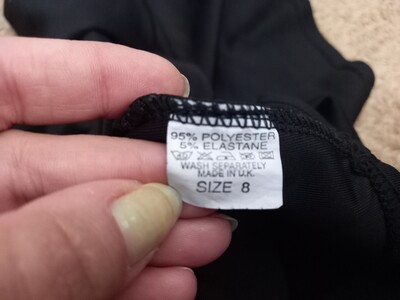 95% POLYESTER
5% ELASTANE
WASH SEPARATELY
MADE IN U.K.
SIZE 8